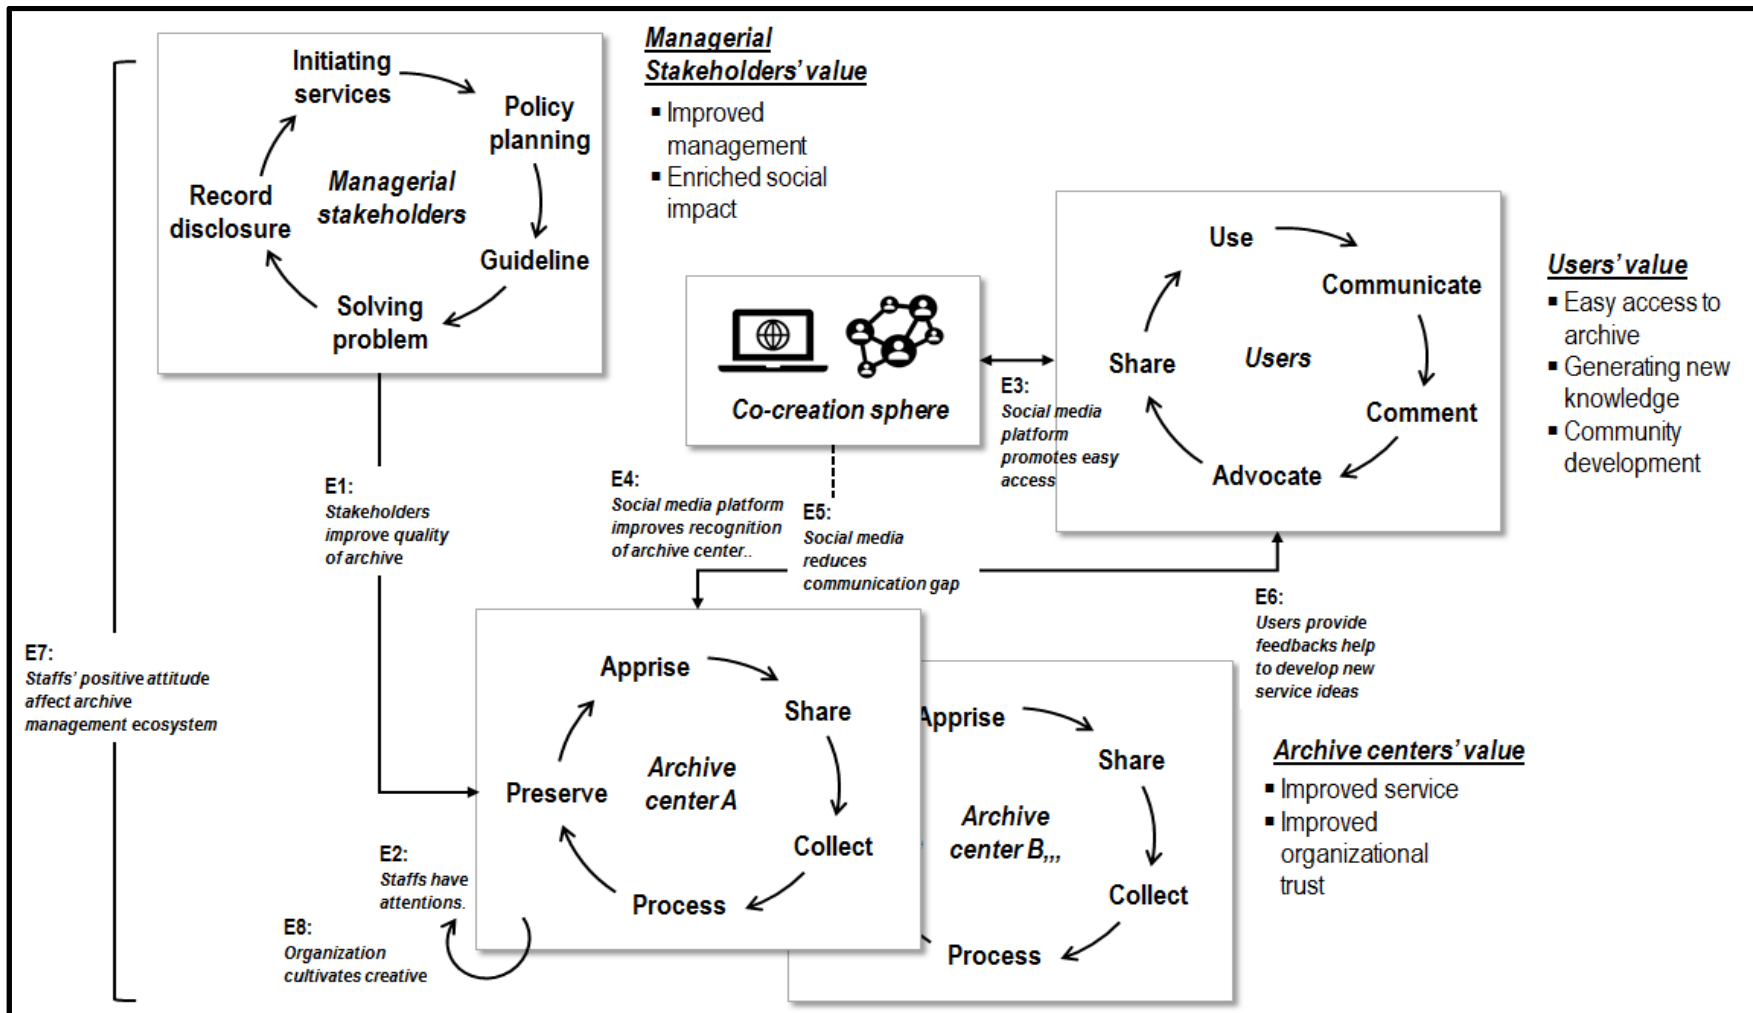 Initiating
services
Policy
planning
Guideline
Solving
problem
Record
disclosure
Managerial
stakeholders
Managerial
Stakeholders' value
▪ Improved
management
▪ Enriched social
impact
Co-creation sphere
Use
Communicate
Comment
Advocate
Share
Users
Users' value
▪ Easy access to
archive
▪ Generating new
knowledge
▪ Community
development
E3:
Social media
platform
promotes easy
access
E1:
Stakeholders
improve quality
of archive
E4:
Social media platform
improves recognition
of archive center..
E5:
Social media
reduces
communication gap
E6:
Users provide
feedbacks help
to develop new
service ideas
E7:
Staffs' positive attitude
affect archive
management ecosystem
Apprise
Share
Collect
Process
Preserve
Archive
center A
Apprise
Share
Collect
Process
Archive
center B,,,
Archive centers' value
▪ Improved service
▪ Improved
organizational
trust
E2:
Staffs have
attentions.
E8:
Organization
cultivates creative